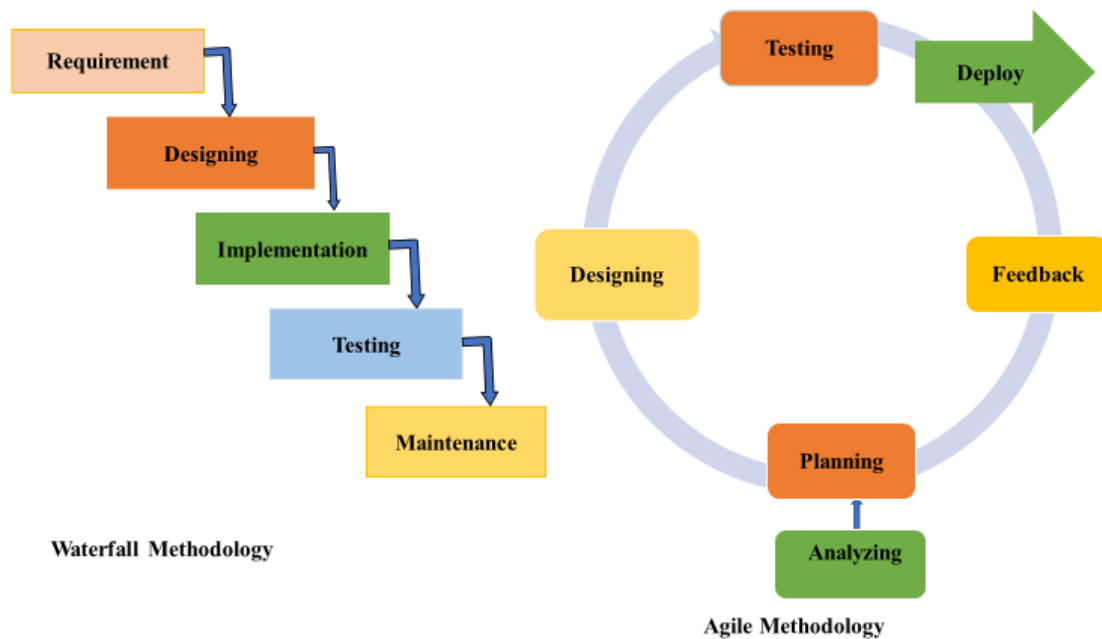 Requirement
Designing
Implementation
Testing
Maintenance
Waterfall Methodology
Testing
Deploy
Designing
Feedback
Planning
Analyzing
Agile Methodology